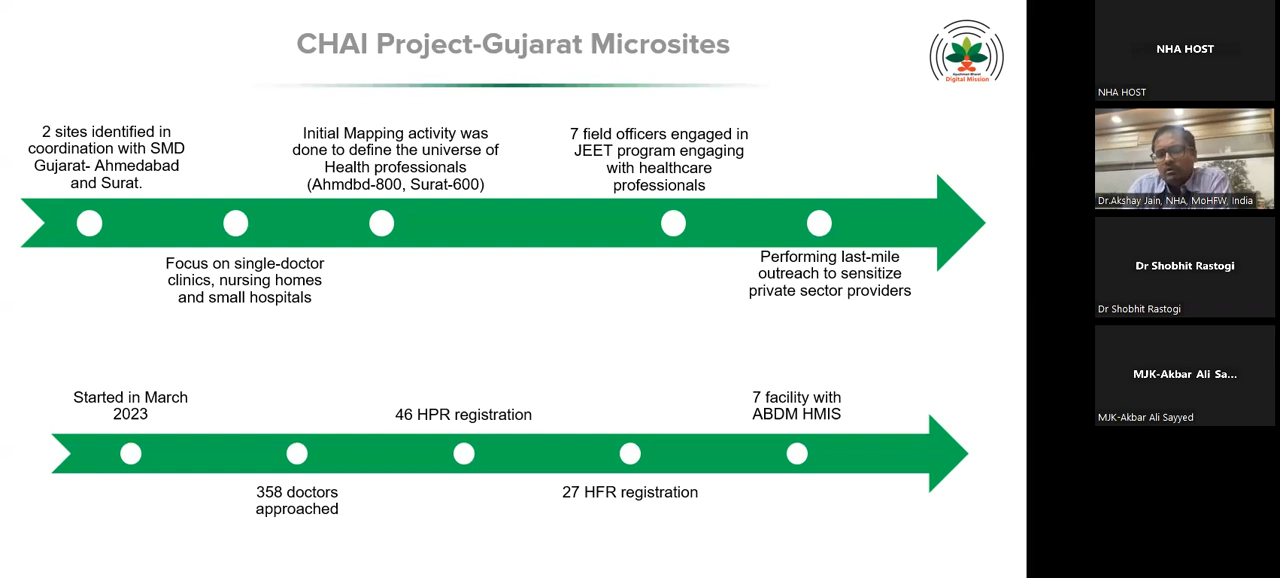 CHAI Project-Gujarat Microsites
Ayushman Bharat
Digital Mission
2 sites identified in
coordination with SMD
Gujarat- Ahmedabad
and Surat.
Initial Mapping activity was
done to define the universe of
Health professionals
(Ahmdbd-800, Surat-600)
7 field officers engaged in
JEET program engaging
with healthcare
professionals
Focus on single-doctor
clinics, nursing homes
and small hospitals
Performing last-mile
outreach to sensitize
private sector providers
Started in March
2023
46 HPR registration
7 facility with
ABDM HMIS
358 doctors
approached
27 HFR registration
NHA HOST
NHA HOST
Dr.Akshay Jain, NHA, MoHFW, India
Dr Shobhit Rastogi
Dr Shobhit Rastogi
MJK-Akbar Ali Sa...
MJK-Akbar Ali Sayyed